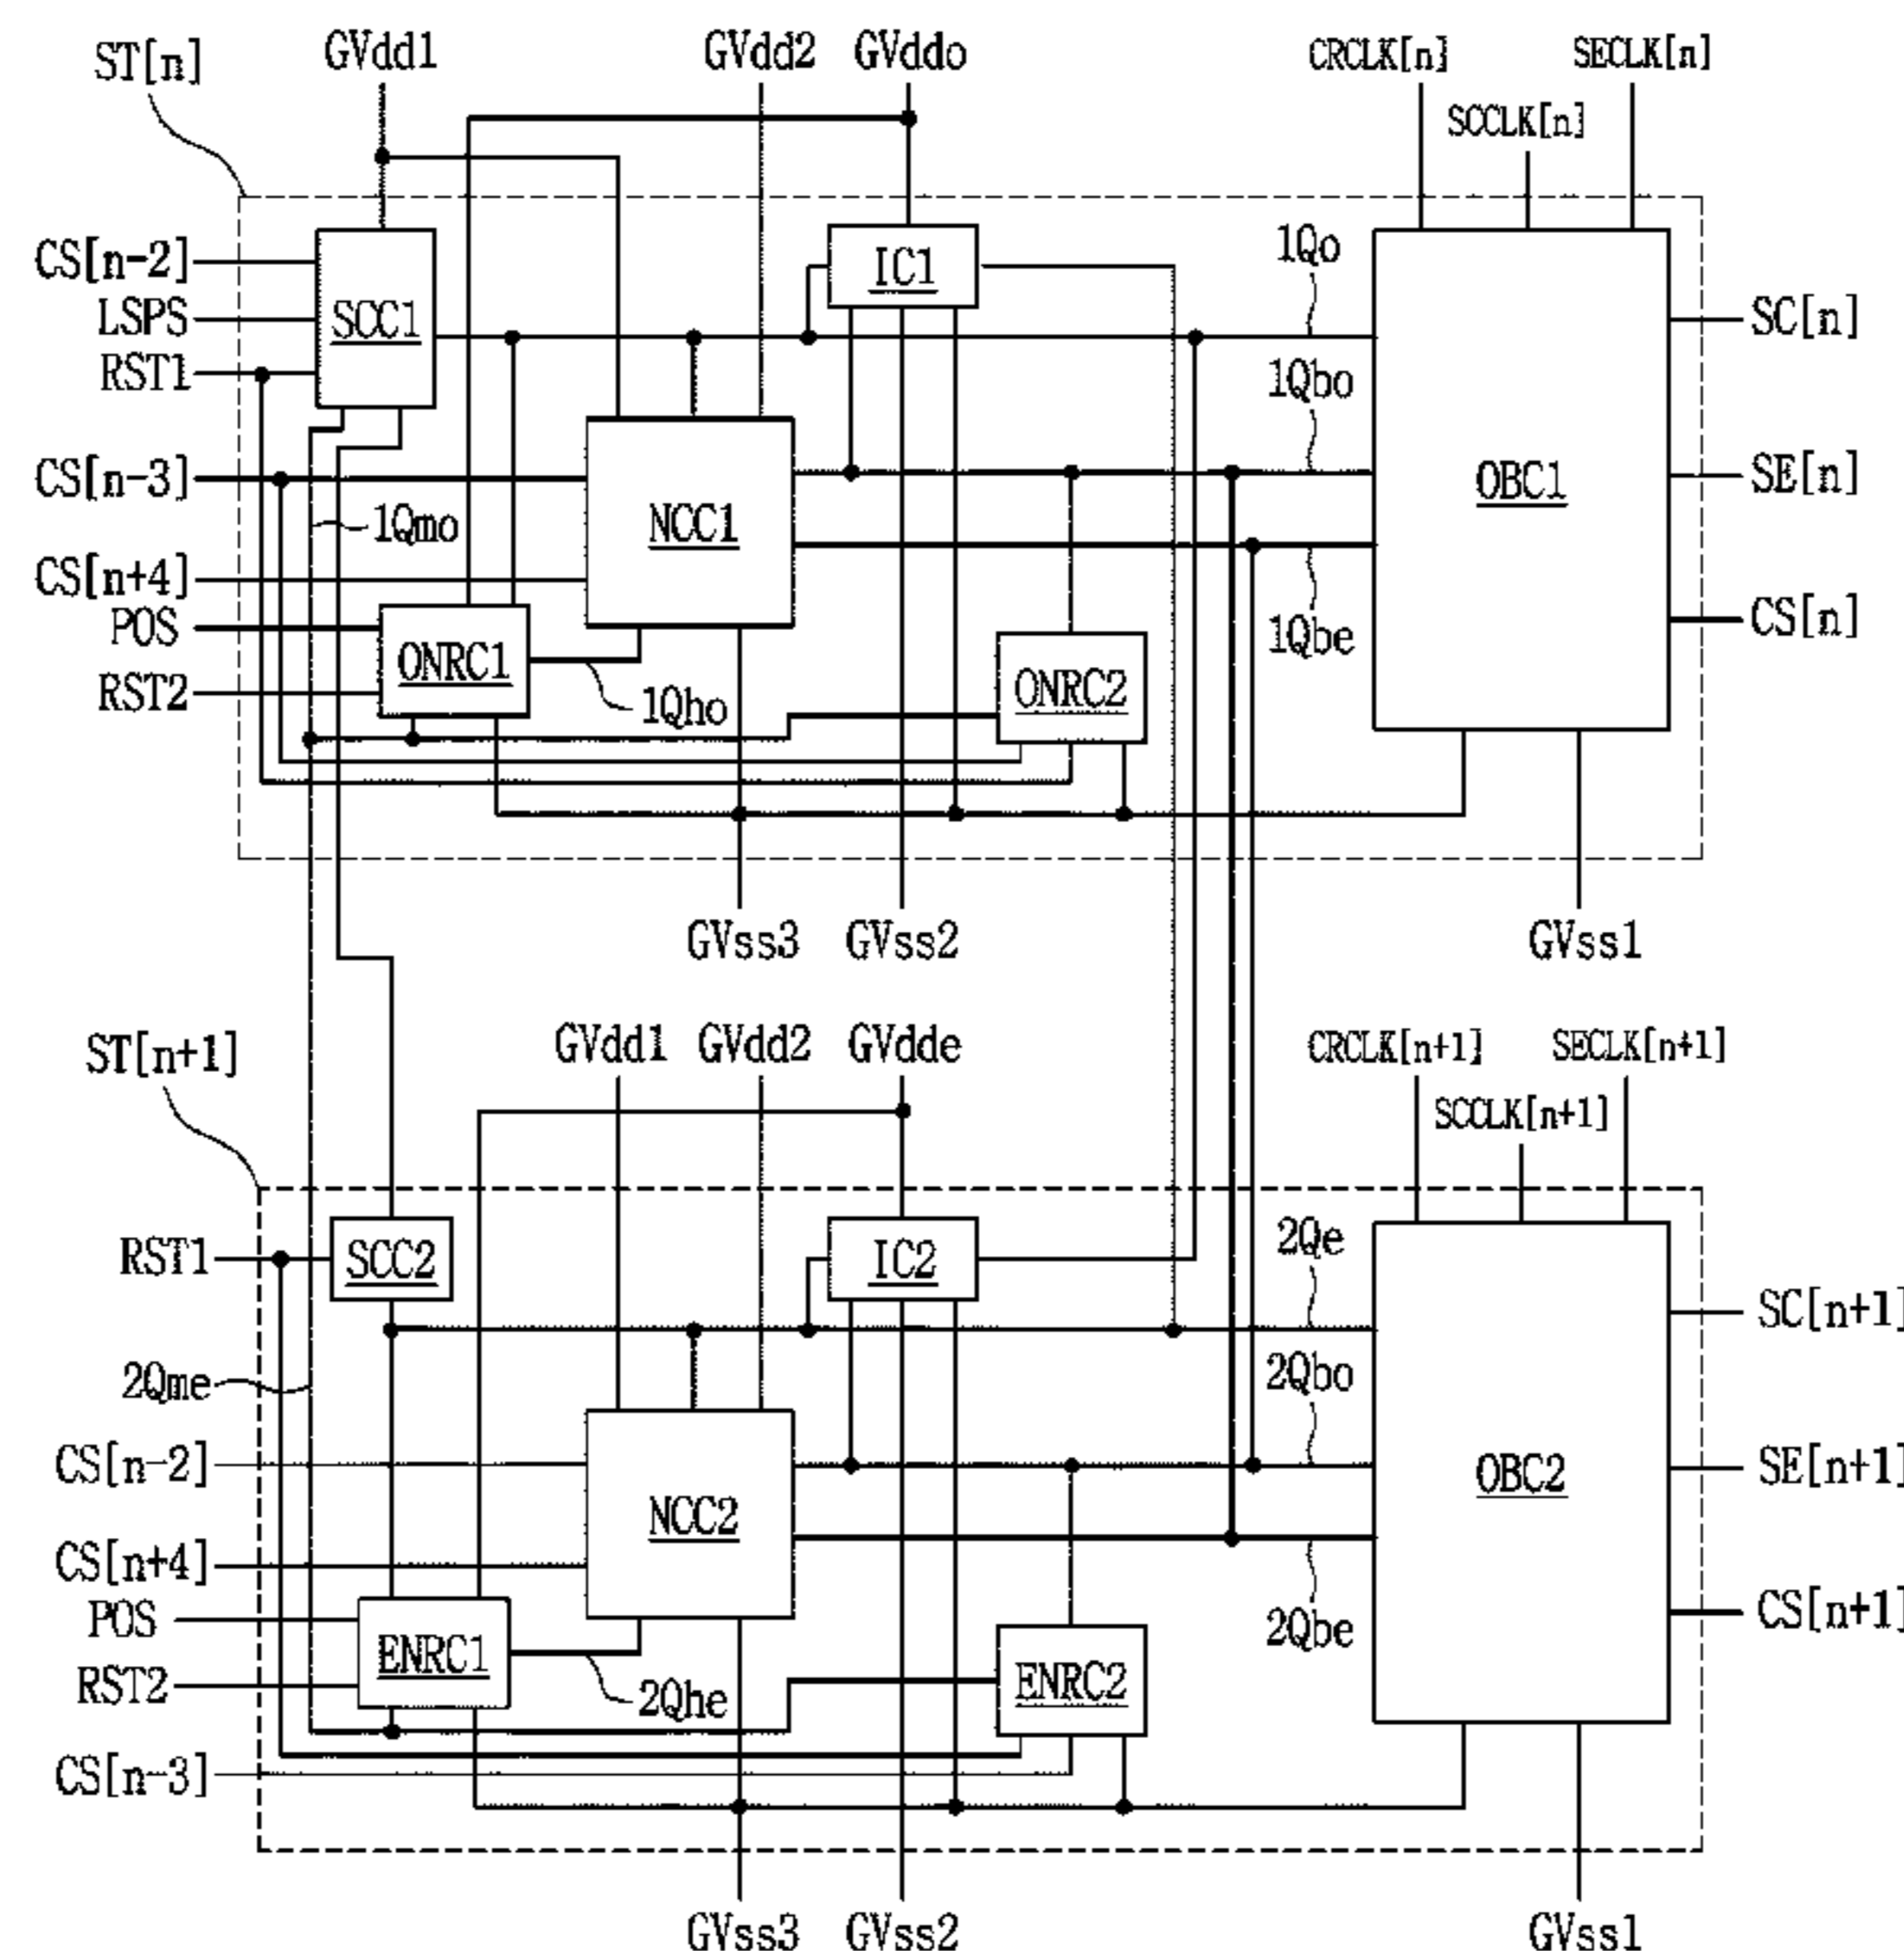 ST[n]
GVdd1
GVdd2
GVddo
CRCLK[n]
SECLK[n]
SCCLK[n]
CS[n-2]
LSPS
RST1
SCC1
IC1
1Qo
1Qbo
SC[n]
CS[n-3]
1Qmo
NCC1
OBC1
SE[n]
CS[n+4]
POS
RST2
ONRC1
1Qho
ONRC2
1Qbe
CS[n]
GVss3
GVss2
GVss1
ST[n+1]
GVdd1
GVdd2
GVdde
CRCLK[n+1]
SECLK[n+1]
SCCLK[n+1]
RST1
SCC2
IC2
2Qe
2Qbo
SC[n+1]
2Qme
CS[n-2]
NCC2
OBC2
SE[n+1]
CS[n+4]
POS
RST2
ENRC1
2Qhe
ENRC2
2Qbe
CS[n+1]
CS[n-3]
GVss3
GVss2
GVss1